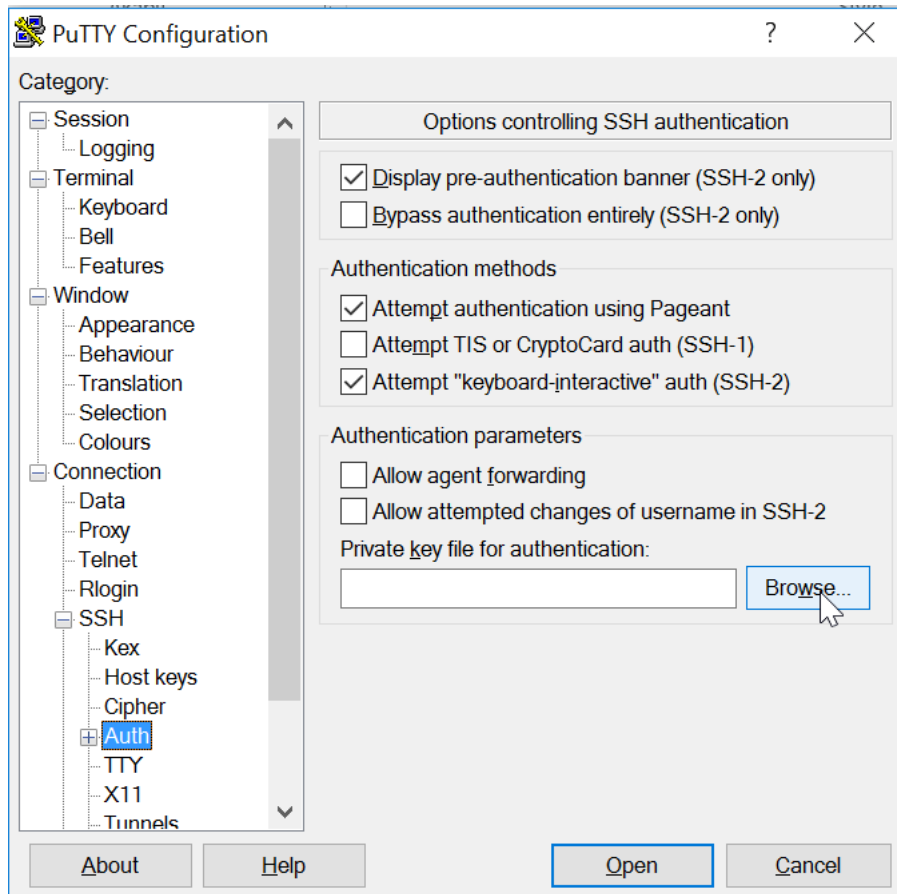 PuTTY Configuration
?
Category:
Session
Logging
Terminal
Keyboard
Bell
Features
Window
Appearance
Behaviour
Translation
Selection
Colours
Connection
Data
Proxy
Telnet
Rlogin
SSH
Kex
Host keys
Cipher
Auth
TTY
X11
Tunnels
Options controlling SSH authentication
Display pre-authentication banner (SSH-2 only)
Bypass authentication entirely (SSH-2 only)
Authentication methods
Attempt authentication using Pageant
Attempt TIS or CryptoCard auth (SSH-1)
Attempt "keyboard-interactive" auth (SSH-2)
Authentication parameters
Allow agent forwarding
Allow attempted changes of username in SSH-2
Private key file for authentication:
Browse...
About
Help
Open
Cancel